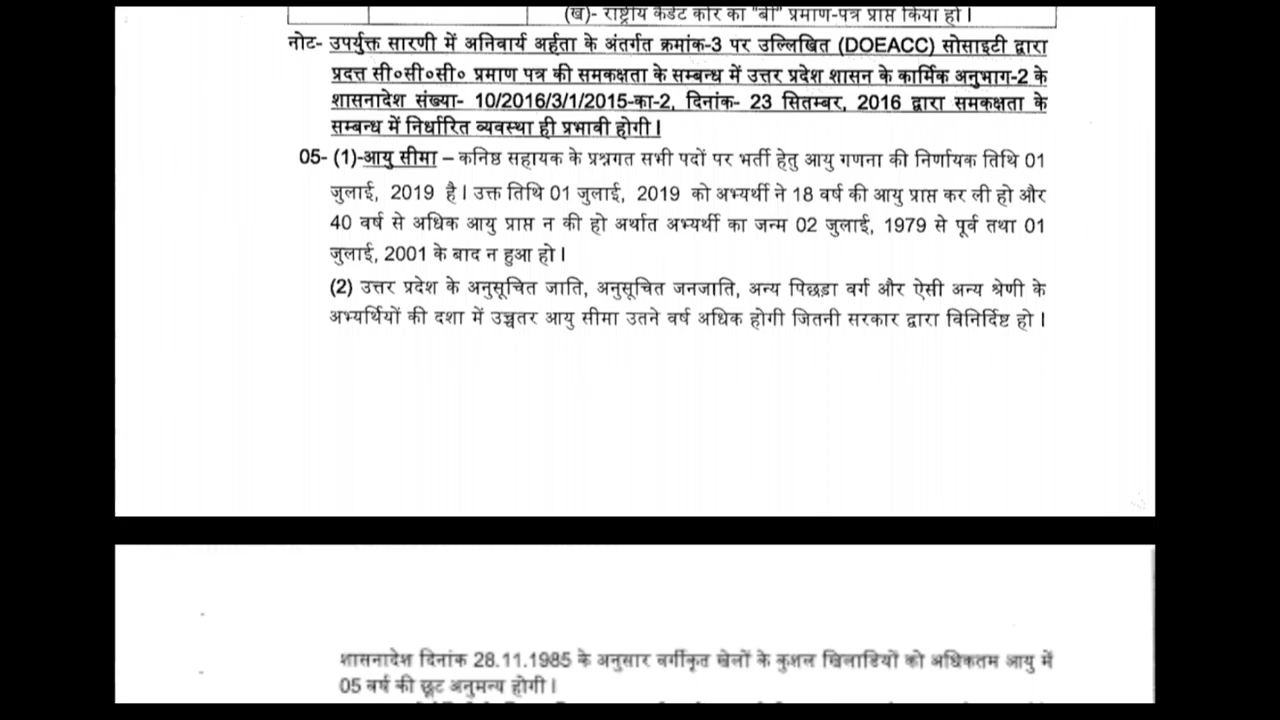 (ख)- राष्ट्रीय कैडेट कोर का "बी" प्रमाण-पत्र प्राप्त किया हो।
नोट- उपर्युक्त सारणी में अनिवार्य अर्हता के अंतर्गत क्रमांक-3 पर उल्लिखित (DOEACC) सोसाइटी द्वारा
प्रदत्त सी०सी०सी० प्रमाण पत्र की समकक्षता के सम्बन्ध में उत्तर प्रदेश शासन के कार्मिक अनुभाग-2 के
शासनादेश संख्या- 10/2016/3/1/2015-का-2, दिनांक- 23 सितम्बर, 2016 द्वारा समकक्षता के
सम्बन्ध में निर्धारित व्यवस्था ही प्रभावी होगी।
05- (1)-आयु सीमा – कनिष्ठ सहायक के प्रश्नगत सभी पदों पर भर्ती हेतु आयु गणना की निर्णायक तिथि 01
जुलाई, 2019 है। उक्त तिथि 01 जुलाई, 2019 को अभ्यर्थी ने 18 वर्ष की आयु प्राप्त कर ली हो और
40 वर्ष से अधिक आयु प्राप्त न की हो अर्थात अभ्यर्थी का जन्म 02 जुलाई, 1979 से पूर्व तथा 01
जुलाई, 2001 के बाद न हुआ हो।
(2) उत्तर प्रदेश के अनुसूचित जाति, अनुसूचित जनजाति, अन्य पिछड़ा वर्ग और ऐसी अन्य श्रेणी के
अभ्यर्थियों की दशा में उच्चतर आयु सीमा उतने वर्ष अधिक होगी जितनी सरकार द्वारा विनिर्दिष्ट हो।
शासनादेश दिनांक 28.11.1985 के अनुसार वर्गीकृत खेलों के कुशल खिलाडियों को अधिकतम आयु में
05 वर्ष की छूट अनुमन्य होगी।